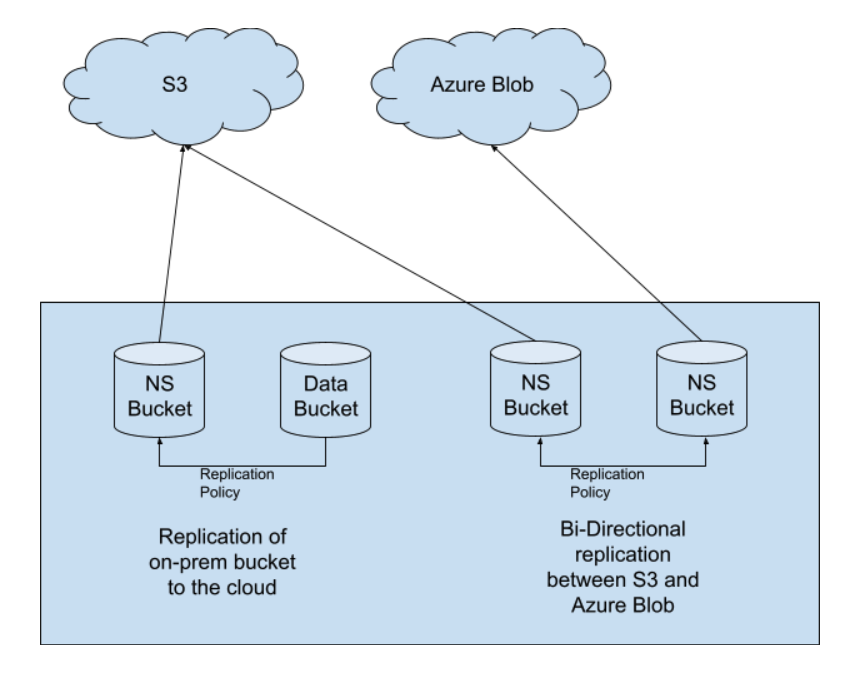 S3
Azure Blob
NS
Bucket
Data
Bucket
NS
Bucket
NS
Bucket
Replication
Policy
Replication
Policy
Replication of
on-prem bucket
to the cloud
Bi-Directional
replication
between S3 and
Azure Blob